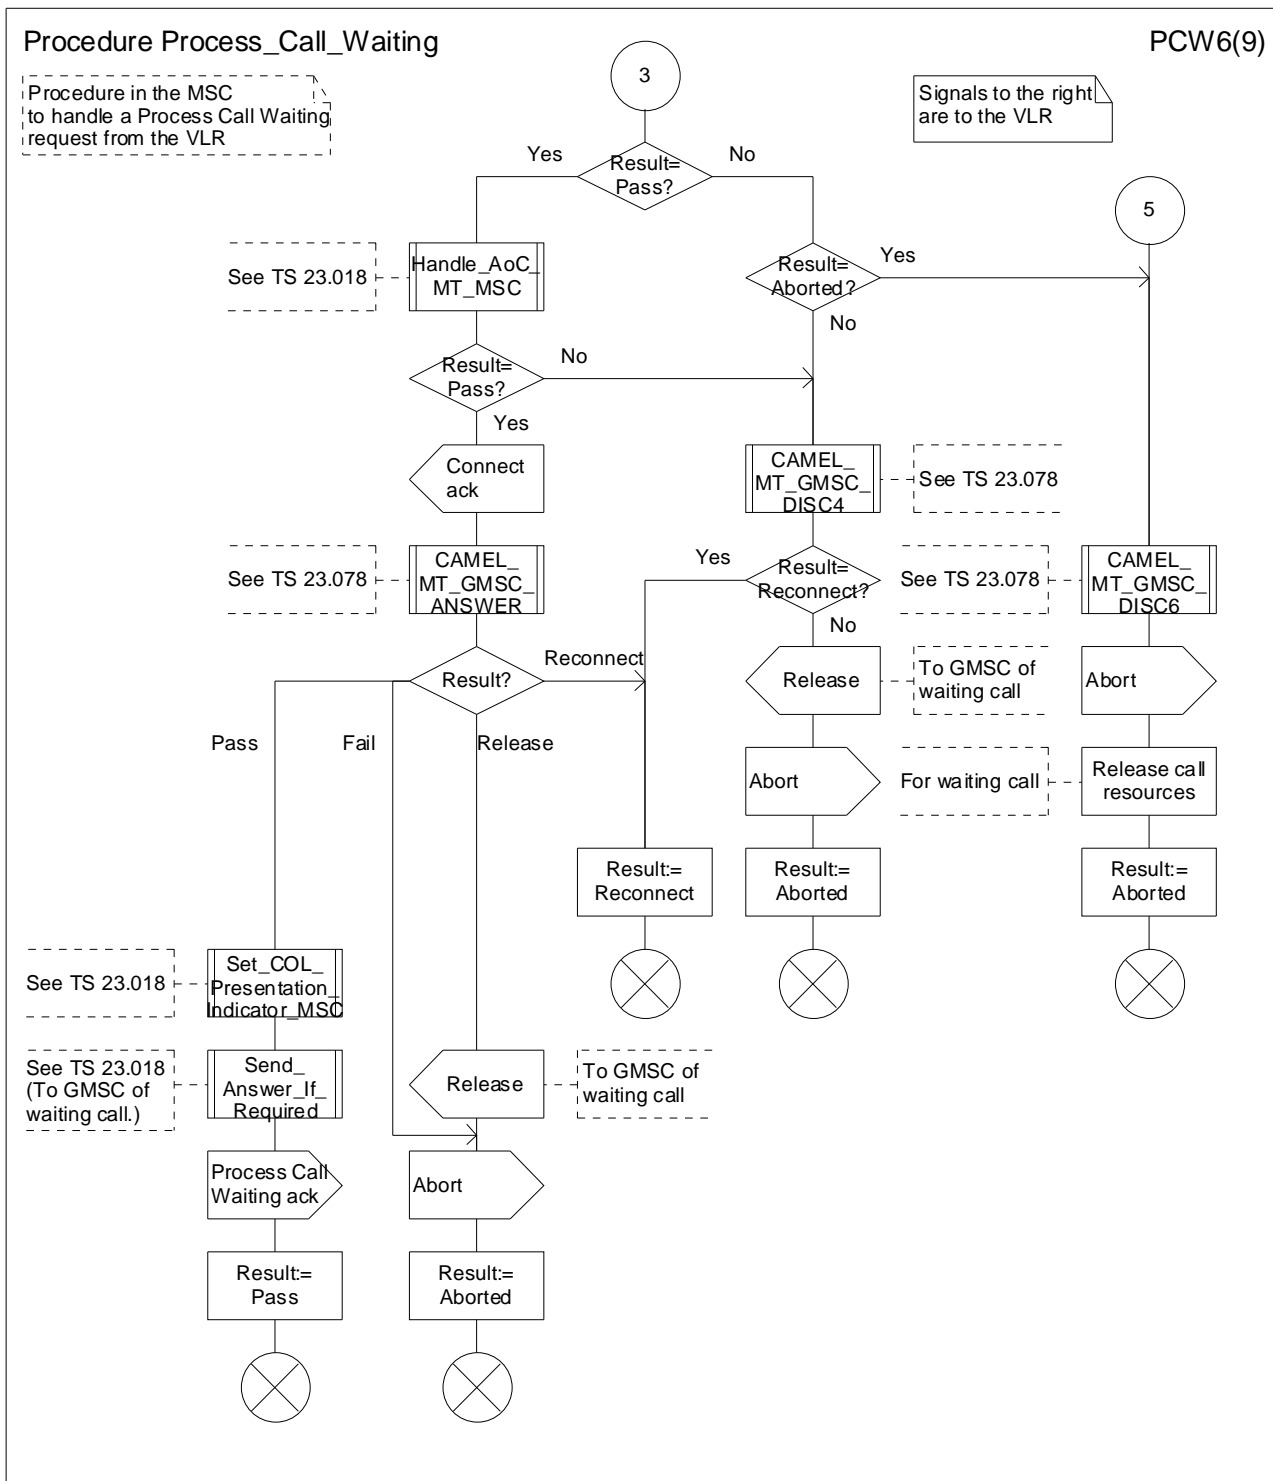 Procedure Process_Call_Waiting
PCW6(9)
Procedure in the MSC
to handle a Process Call Waiting
request from the VLR
3
Signals to the right
are to the VLR
Yes
Result=
Pass?
No
5
See TS 23.018
Handle_AoC_
MT_MSC
Result=
Aborted?
Yes
No
Result=
Pass?
No
Yes
Connect
ack
CAMEL_
MT_GMSC_
DISC4
See TS 23.078
See TS 23.078
CAMEL_
MT_GMSC_
ANSWER
Yes
Result=
Reconnect?
No
See TS 23.078
CAMEL_
MT_GMSC_
DISC6
Result?
Reconnect
Release
To GMSC of
waiting call
Abort
Pass
Fail
Release
Abort
For waiting call
Release call
resources
Result:=
Reconnect
Result:=
Aborted
Result:=
Aborted
See TS 23.018
Set_COL_
Presentation_
Indicator_MSC
See TS 23.018
(To GMSC of
waiting call.)
Send_
Answer_If_
Required
Release
To GMSC of
waiting call
Process Call
Waiting ack
Abort
Result:=
Pass
Result:=
Aborted